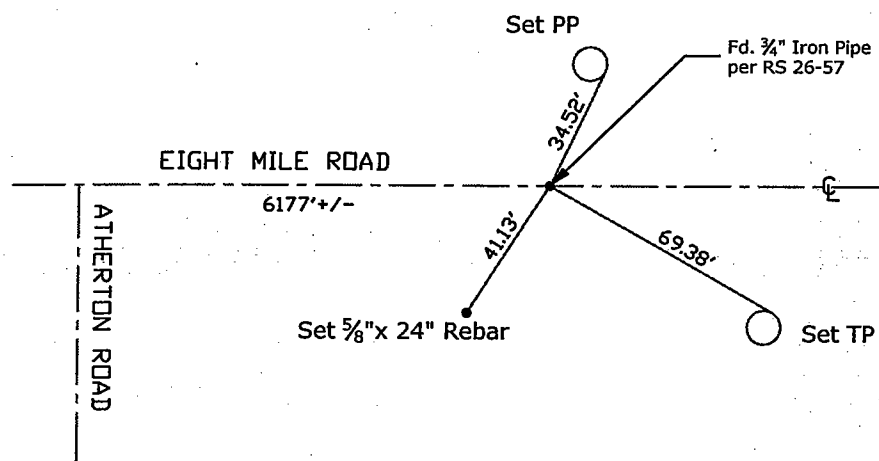 Set PP
Fd. ¾" Iron Pipe
per RS 26-57
34.52'
EIGHT MILE ROAD
6177'+/-
℄
ATHERTON ROAD
41.13'
69.38'
Set ⅝"x 24" Rebar
Set TP